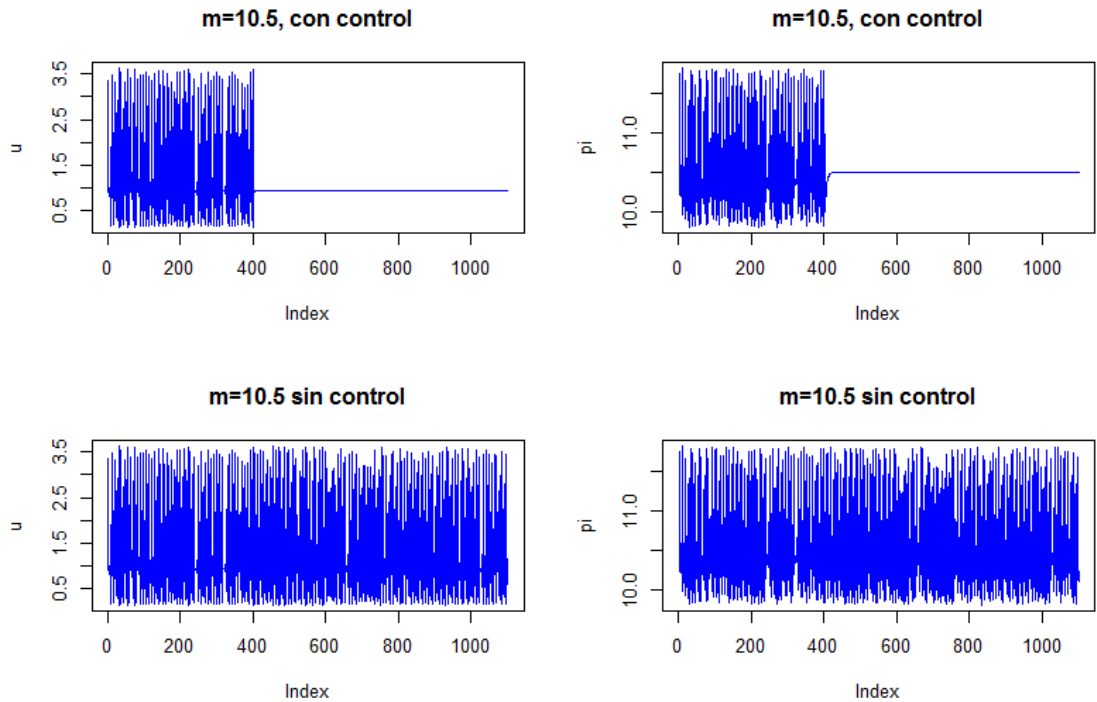 m=10.5, con control
m=10.5, con control
u
0.5 1.5 2.5 3.5
0 200 400 600 800 1000
Index
pi
10.0 11.0
0 200 400 600 800 1000
Index
m=10.5 sin control
m=10.5 sin control
u
0.5 1.5 2.5 3.5
0 200 400 600 800 1000
Index
pi
10.0 11.0
0 200 400 600 800 1000
Index